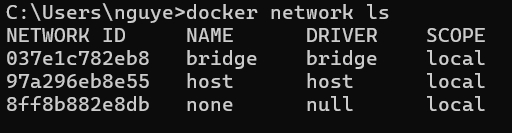 C:\Users\nguye>docker network ls
NETWORK ID     NAME      DRIVER    SCOPE
037e1c782eb8   bridge    bridge    local
97a296eb8e55   host      host      local
8ff8b882e8db   none      null      local